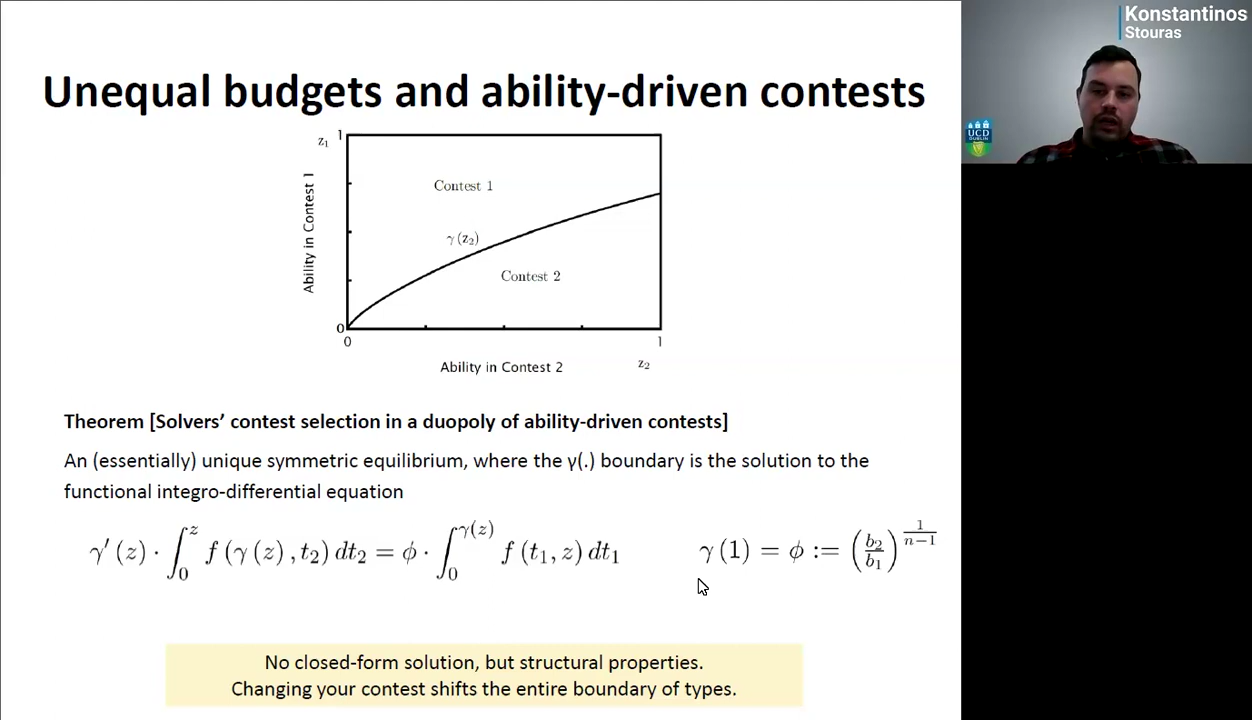 Konstantinos
Stouras
UCD
DUBLIN
Unequal budgets and ability-driven contests
z₁ 1
Contest 1
Ability in Contest 1
γ(z₂)
Contest 2
0
0 1
Ability in Contest 2 z₂
Theorem [Solvers’ contest selection in a duopoly of ability-driven contests]
An (essentially) unique symmetric equilibrium, where the γ(.) boundary is the solution to the
functional integro-differential equation
γ′(z) · ∫₀^z f(γ(z), t₂) dt₂ = ϕ · ∫₀^γ(z) f(t₁, z) dt₁ γ(1) = ϕ := (b₂/b₁)^(1/(n−1))
No closed-form solution, but structural properties.
Changing your contest shifts the entire boundary of types.